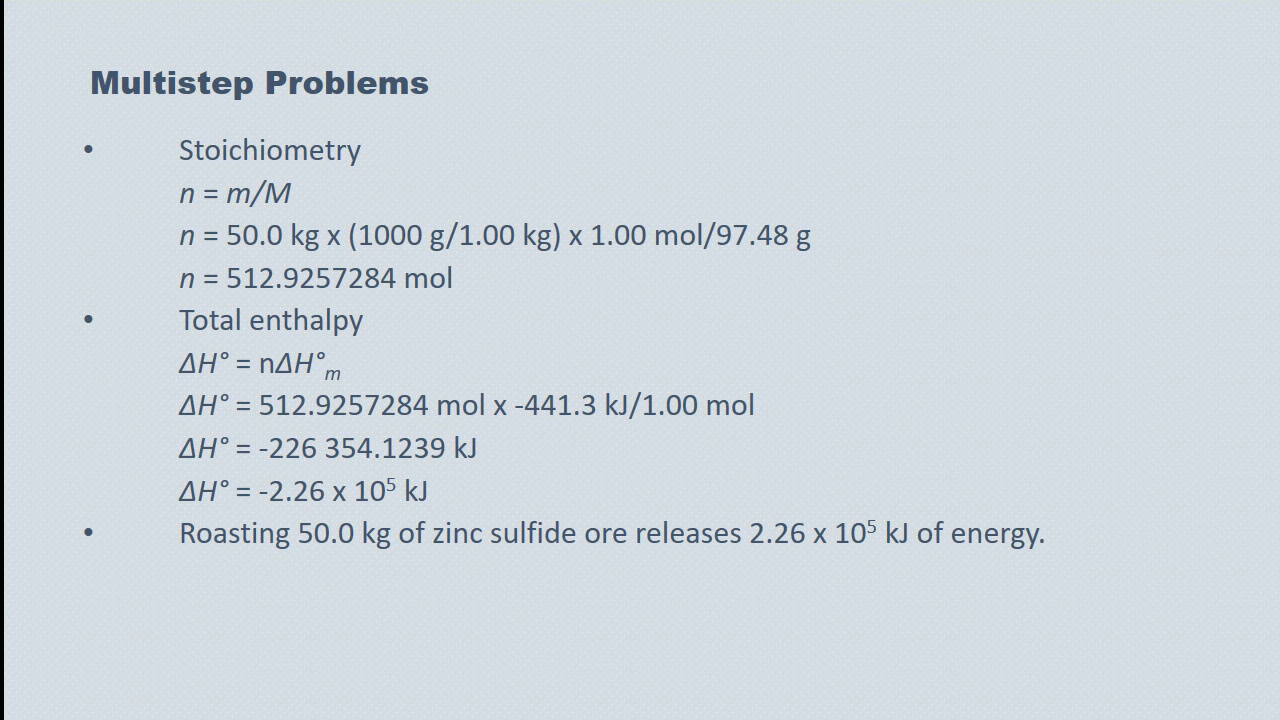 Multistep Problems
• Stoichiometry
n = m/M
n = 50.0 kg x (1000 g/1.00 kg) x 1.00 mol/97.48 g
n = 512.9257284 mol
• Total enthalpy
ΔH° = nΔH°m
ΔH° = 512.9257284 mol x -441.3 kJ/1.00 mol
ΔH° = -226 354.1239 kJ
ΔH° = -2.26 x 10⁵ kJ
• Roasting 50.0 kg of zinc sulfide ore releases 2.26 x 10⁵ kJ of energy.